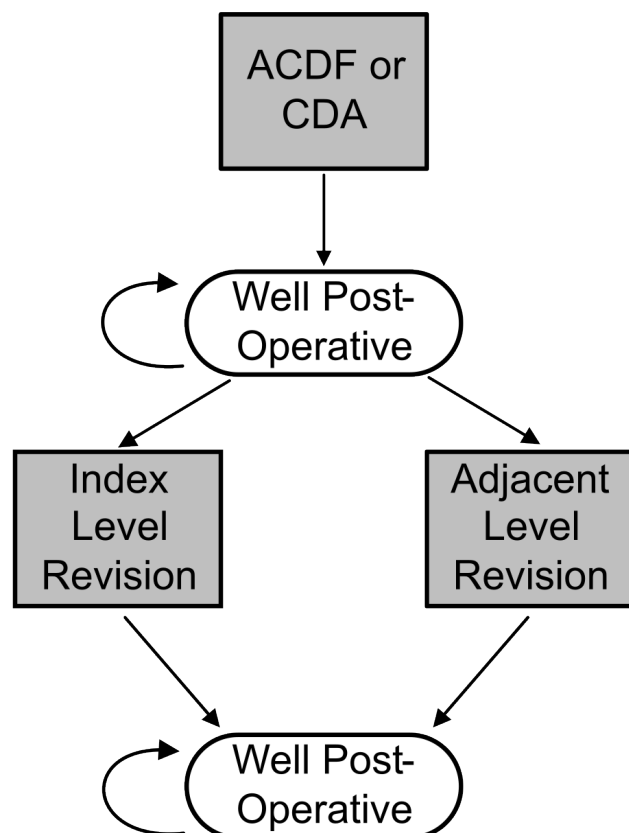 ACDF or
CDA
Well Post-
Operative
Index
Level
Revision
Adjacent
Level
Revision
Well Post-
Operative